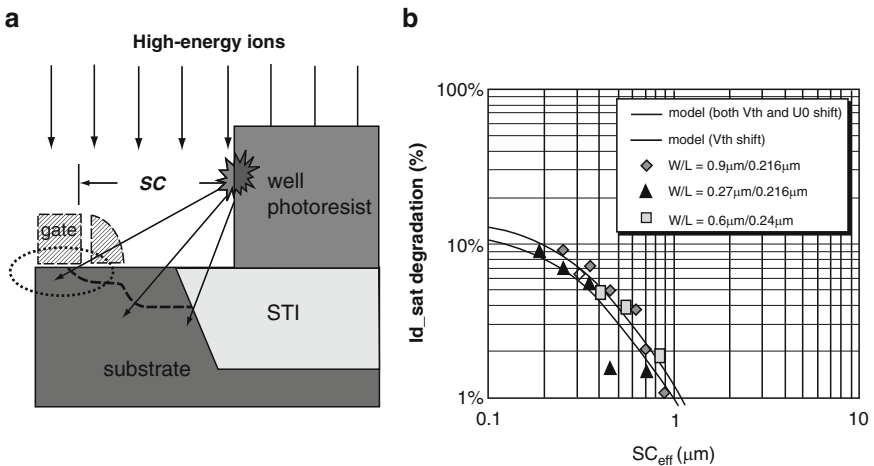 a
High-energy ions
SC
well
photoresist
gate
STI
substrate
b
Id_sat degradation (%)
100%
10%
1%
model (both Vth and U0 shift)
model (Vth shift)
W/L = 0.9μm/0.216μm
W/L = 0.27μm/0.216μm
W/L = 0.6μm/0.24μm
0.1
1
10
SCeff (μm)